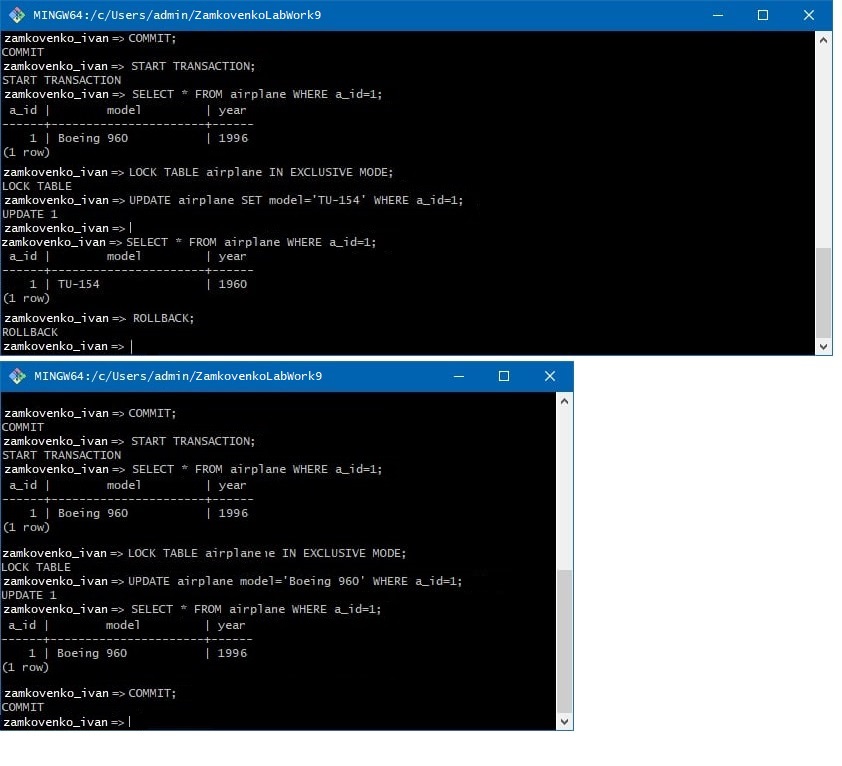 MINGW64:/c/Users/admin/ZamkovenkoLabWork9
zamkovenko_ivan => COMMIT;
COMMIT
zamkovenko_ivan => START TRANSACTION;
START TRANSACTION
zamkovenko_ivan => SELECT * FROM airplane WHERE a_id=1;
a_id | model | year
------+----------------------+------
1 | Boeing 960 | 1996
(1 row)
zamkovenko_ivan => LOCK TABLE airplane IN EXCLUSIVE MODE;
LOCK TABLE
zamkovenko_ivan => UPDATE airplane SET model='TU-154' WHERE a_id=1;
UPDATE 1
zamkovenko_ivan =>
zamkovenko_ivan => SELECT * FROM airplane WHERE a_id=1;
a_id | model | year
------+----------------------+------
1 | TU-154 | 1960
(1 row)
zamkovenko_ivan => ROLLBACK;
ROLLBACK
zamkovenko_ivan =>
MINGW64:/c/Users/admin/ZamkovenkoLabWork9
zamkovenko_ivan => COMMIT;
COMMIT
zamkovenko_ivan => START TRANSACTION;
START TRANSACTION
zamkovenko_ivan => SELECT * FROM airplane WHERE a_id=1;
a_id | model | year
------+----------------------+------
1 | Boeing 960 | 1996
(1 row)
zamkovenko_ivan => LOCK TABLE airplane ıe IN EXCLUSIVE MODE;
LOCK TABLE
zamkovenko_ivan => UPDATE airplane model='Boeing 960' WHERE a_id=1;
UPDATE 1
zamkovenko_ivan => SELECT * FROM airplane WHERE a_id=1;
a_id | model | year
------+----------------------+------
1 | Boeing 960 | 1996
(1 row)
zamkovenko_ivan => COMMIT;
COMMIT
zamkovenko_ivan =>